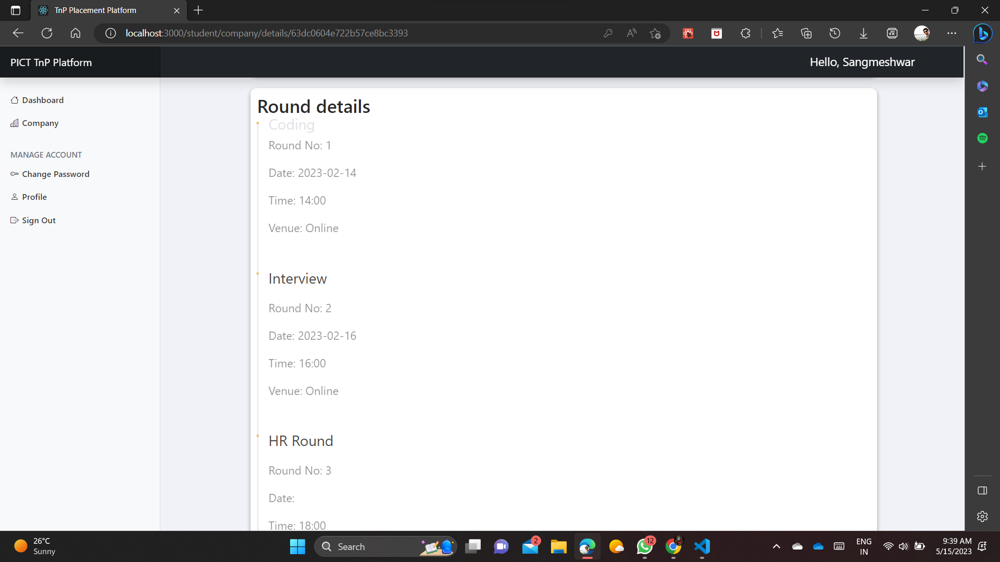 TnP Placement Platform
localhost:3000/student/company/details/63dc0604e722b57ce8bc3393
PICT TnP Platform
Hello, Sangmeshwar
Dashboard
Company
MANAGE ACCOUNT
Change Password
Profile
Sign Out
Round details
Coding
Round No: 1
Date: 2023-02-14
Time: 14:00
Venue: Online
Interview
Round No: 2
Date: 2023-02-16
Time: 16:00
Venue: Online
HR Round
Round No: 3
Date:
Time: 18:00
26°C
Sunny
Search
2
12
ENG
IN
9:39 AM
5/15/2023